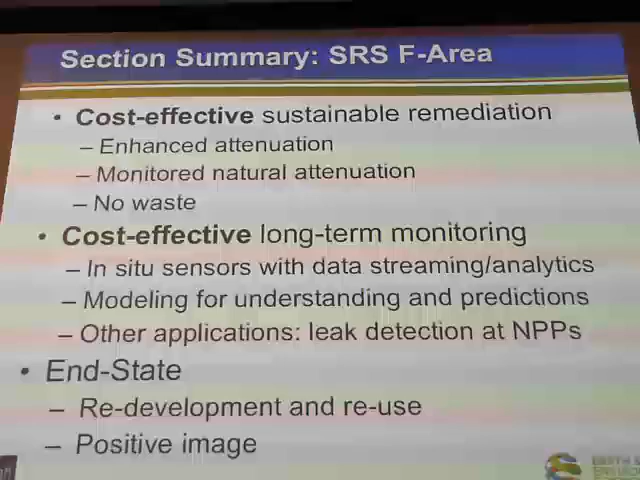 Section Summary: SRS F-Area
• Cost-effective sustainable remediation
– Enhanced attenuation
– Monitored natural attenuation
– No waste
• Cost-effective long-term monitoring
– In situ sensors with data streaming/analytics
– Modeling for understanding and predictions
– Other applications: leak detection at NPPs
• End-State
– Re-development and re-use
– Positive image